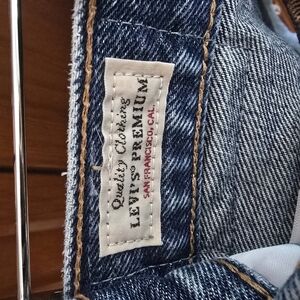 Quality Clothing
LEVI'S® PREMIUM
SAN FRANCISCO, CAL.